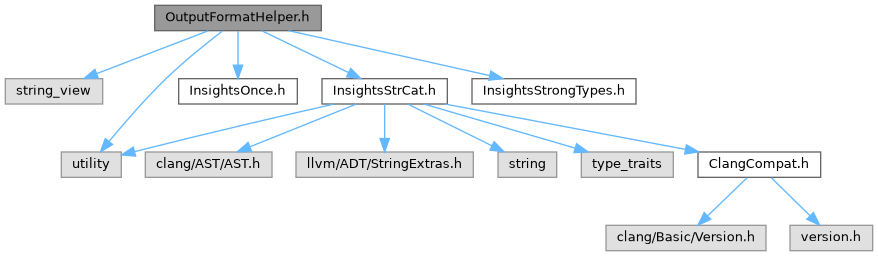 OutputFormatHelper.h
string_view
InsightsOnce.h
InsightsStrCat.h
InsightsStrongTypes.h
utility
clang/AST/AST.h
llvm/ADT/StringExtras.h
string
type_traits
ClangCompat.h
clang/Basic/Version.h
version.h